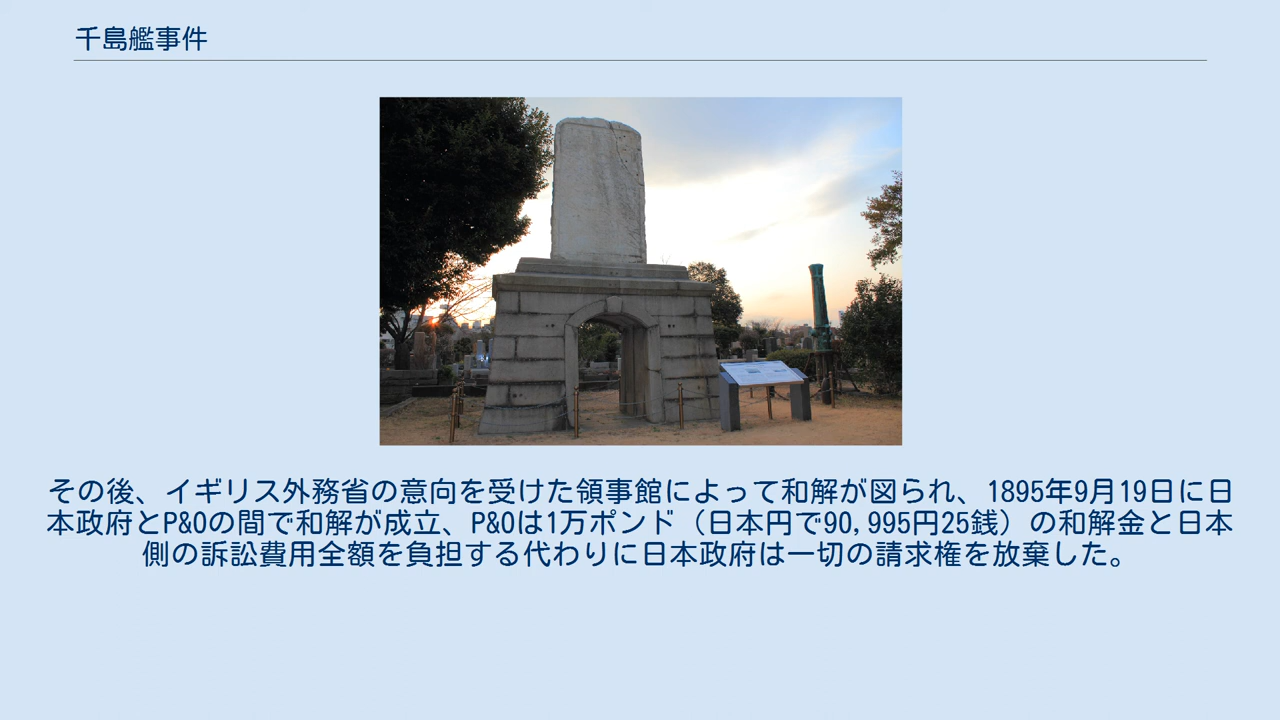 千島艦事件
その後、イギリス外務省の意向を受けた領事館によって和解が図られ、1895年9月19日に日
本政府とP&Oの間で和解が成立、P&Oは1万ポンド（日本円で90,995円25銭）の和解金と日本
側の訴訟費用全額を負担する代わりに日本政府は一切の請求権を放棄した。